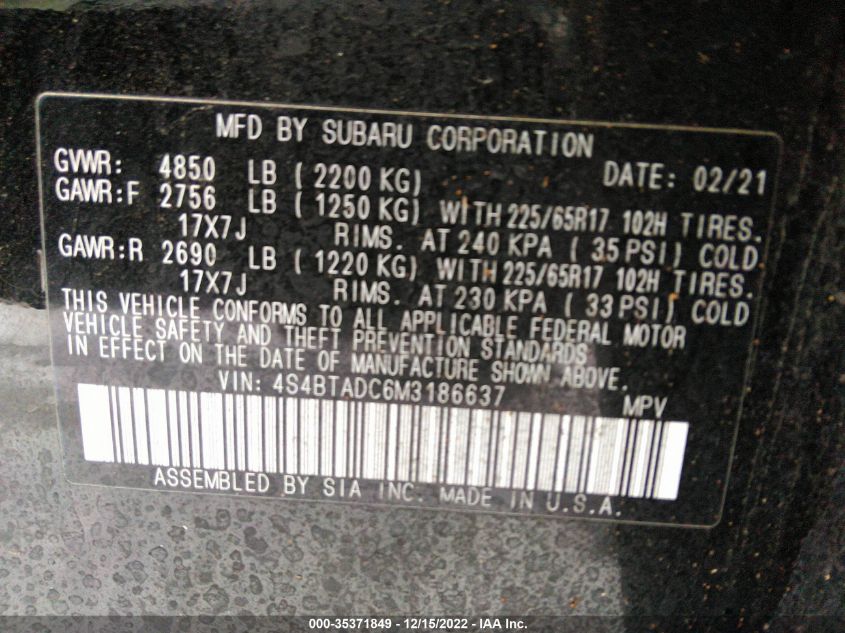 MFD BY SUBARU CORPORATION
GVWR: 4850 LB ( 2200 KG) DATE: 02/21
GAWR:F 2756 LB ( 1250 KG) WITH 225/65R17 102H TIRES.
17X7J RIMS. AT 240 KPA ( 35 PSI) COLD
GAWR:R 2690 LB ( 1220 KG) WITH 225/65R17 102H TIRES.
17X7J RIMS. AT 230 KPA ( 33 PSI) COLD
THIS VEHICLE CONFORMS TO ALL APPLICABLE FEDERAL MOTOR
VEHICLE SAFETY AND THEFT PREVENTION STANDARDS
IN EFFECT ON THE DATE OF MANUFACTURE SHOWN ABOVE.
VIN: 4S4BTADC6M3186637 MPV
ASSEMBLED BY SIA INC. MADE IN U.S.A.
000-35371849 - 12/15/2022 - IAA Inc.